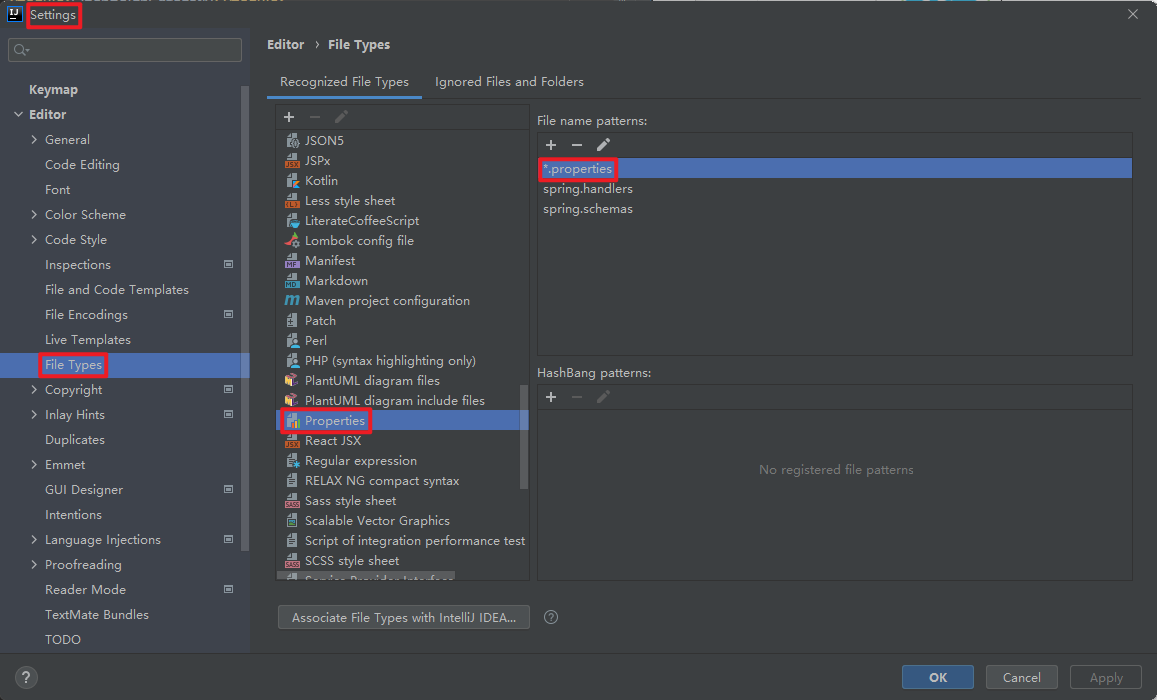 Settings
Keymap
Editor
General
Code Editing
Font
Color Scheme
Code Style
Inspections
File and Code Templates
File Encodings
Live Templates
File Types
Copyright
Inlay Hints
Duplicates
Emmet
GUI Designer
Intentions
Language Injections
Proofreading
Reader Mode
TextMate Bundles
TODO
Editor › File Types
Recognized File Types Ignored Files and Folders
JSON5
JSPx
Kotlin
Less style sheet
LiterateCoffeeScript
Lombok config file
Manifest
Markdown
Maven project configuration
Patch
Perl
PHP (syntax highlighting only)
PlantUML diagram files
PlantUML diagram include files
Properties
React JSX
Regular expression
RELAX NG compact syntax
Sass style sheet
Scalable Vector Graphics
Script of integration performance test
SCSS style sheet
Service Provider Interface
File name patterns:
*.properties
spring.handlers
spring.schemas
HashBang patterns:
No registered file patterns
Associate File Types with IntelliJ IDEA...
?
?
OK Cancel Apply